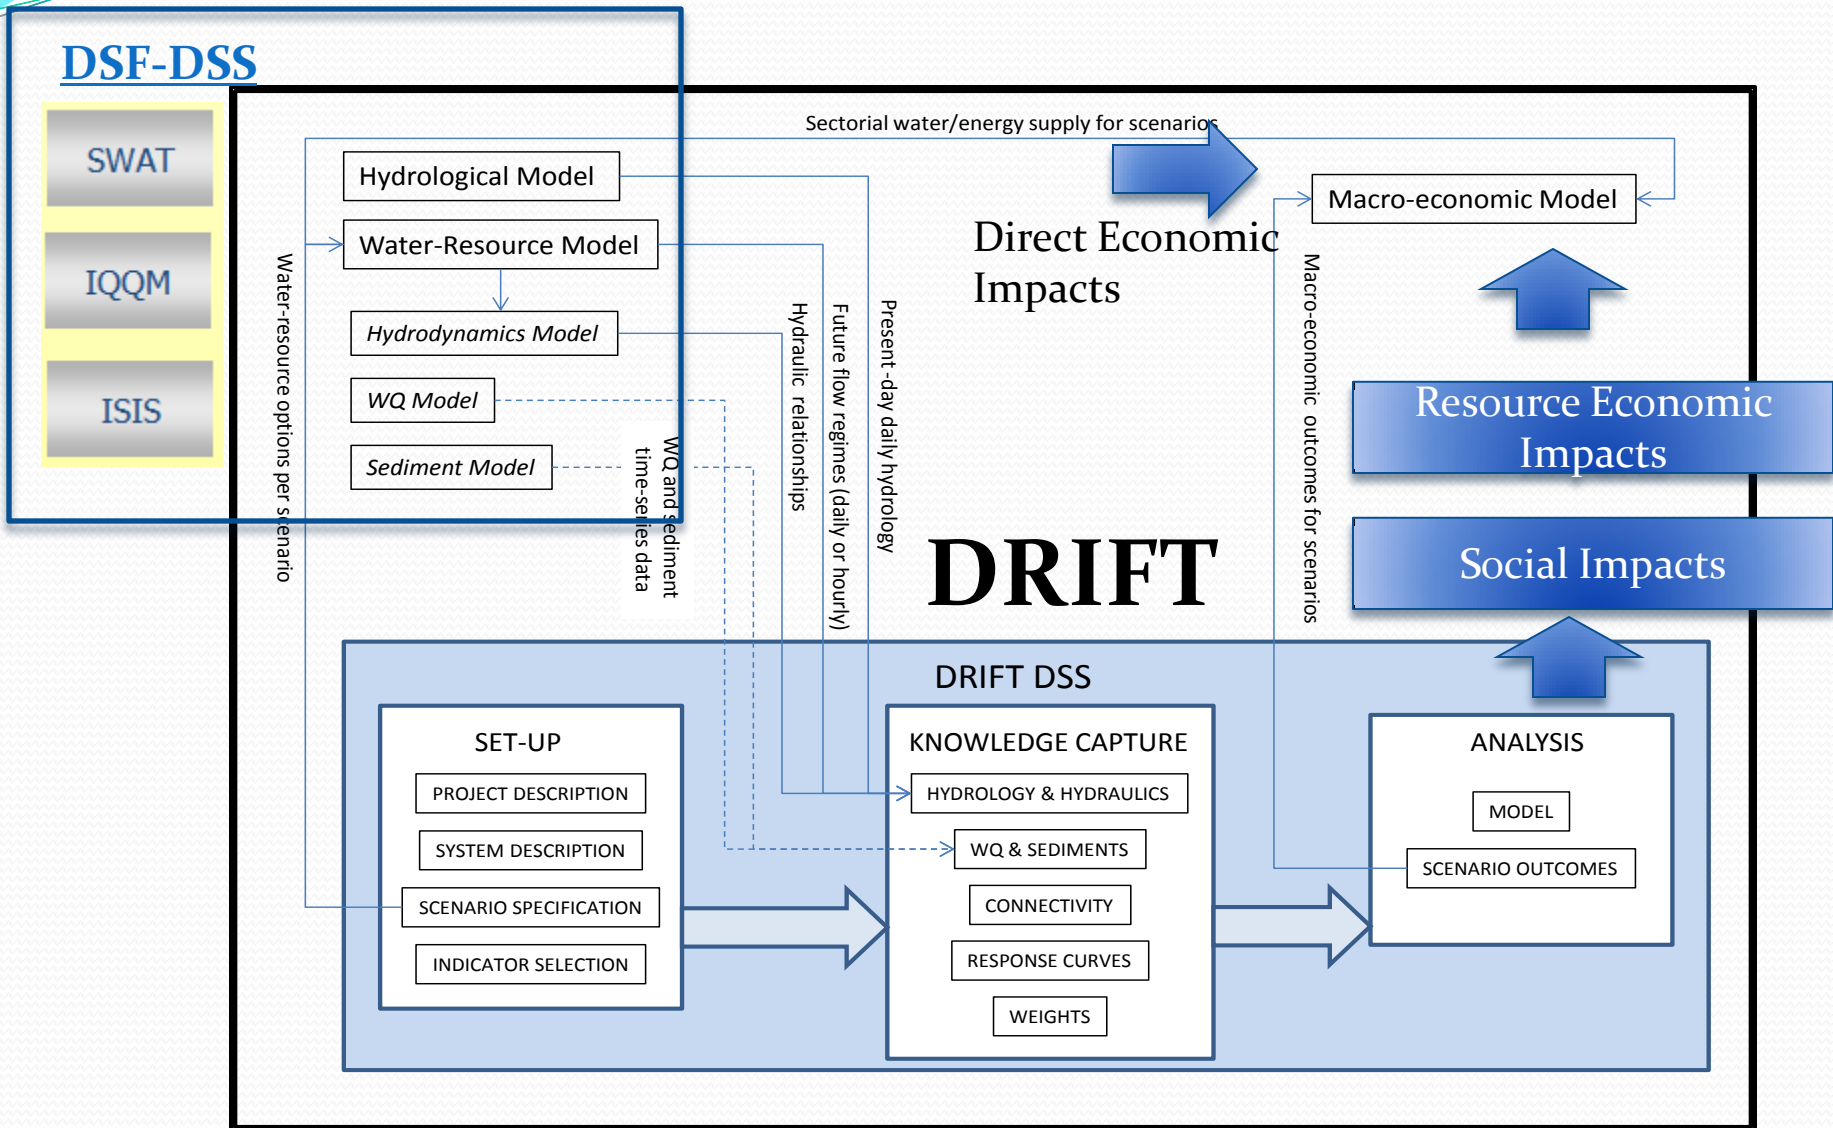 DSF-DSS
SWAT
IQQM
ISIS
Sectorial water/energy supply for scenarios
Hydrological Model
Water-Resource Model
Hydrodynamics Model
WQ Model
Sediment Model
Macro-economic Model
Direct Economic
Impacts
Water-resource options per scenario
WQ and sediment
time-series data
Hydraulic relationships
Future flow regimes (daily or hourly)
Present -day daily hydrology
Macro-economic outcomes for scenarios
Resource Economic
Impacts
Social Impacts
DRIFT
DRIFT DSS
SET-UP
PROJECT DESCRIPTION
SYSTEM DESCRIPTION
SCENARIO SPECIFICATION
INDICATOR SELECTION
KNOWLEDGE CAPTURE
HYDROLOGY & HYDRAULICS
WQ & SEDIMENTS
CONNECTIVITY
RESPONSE CURVES
WEIGHTS
ANALYSIS
MODEL
SCENARIO OUTCOMES